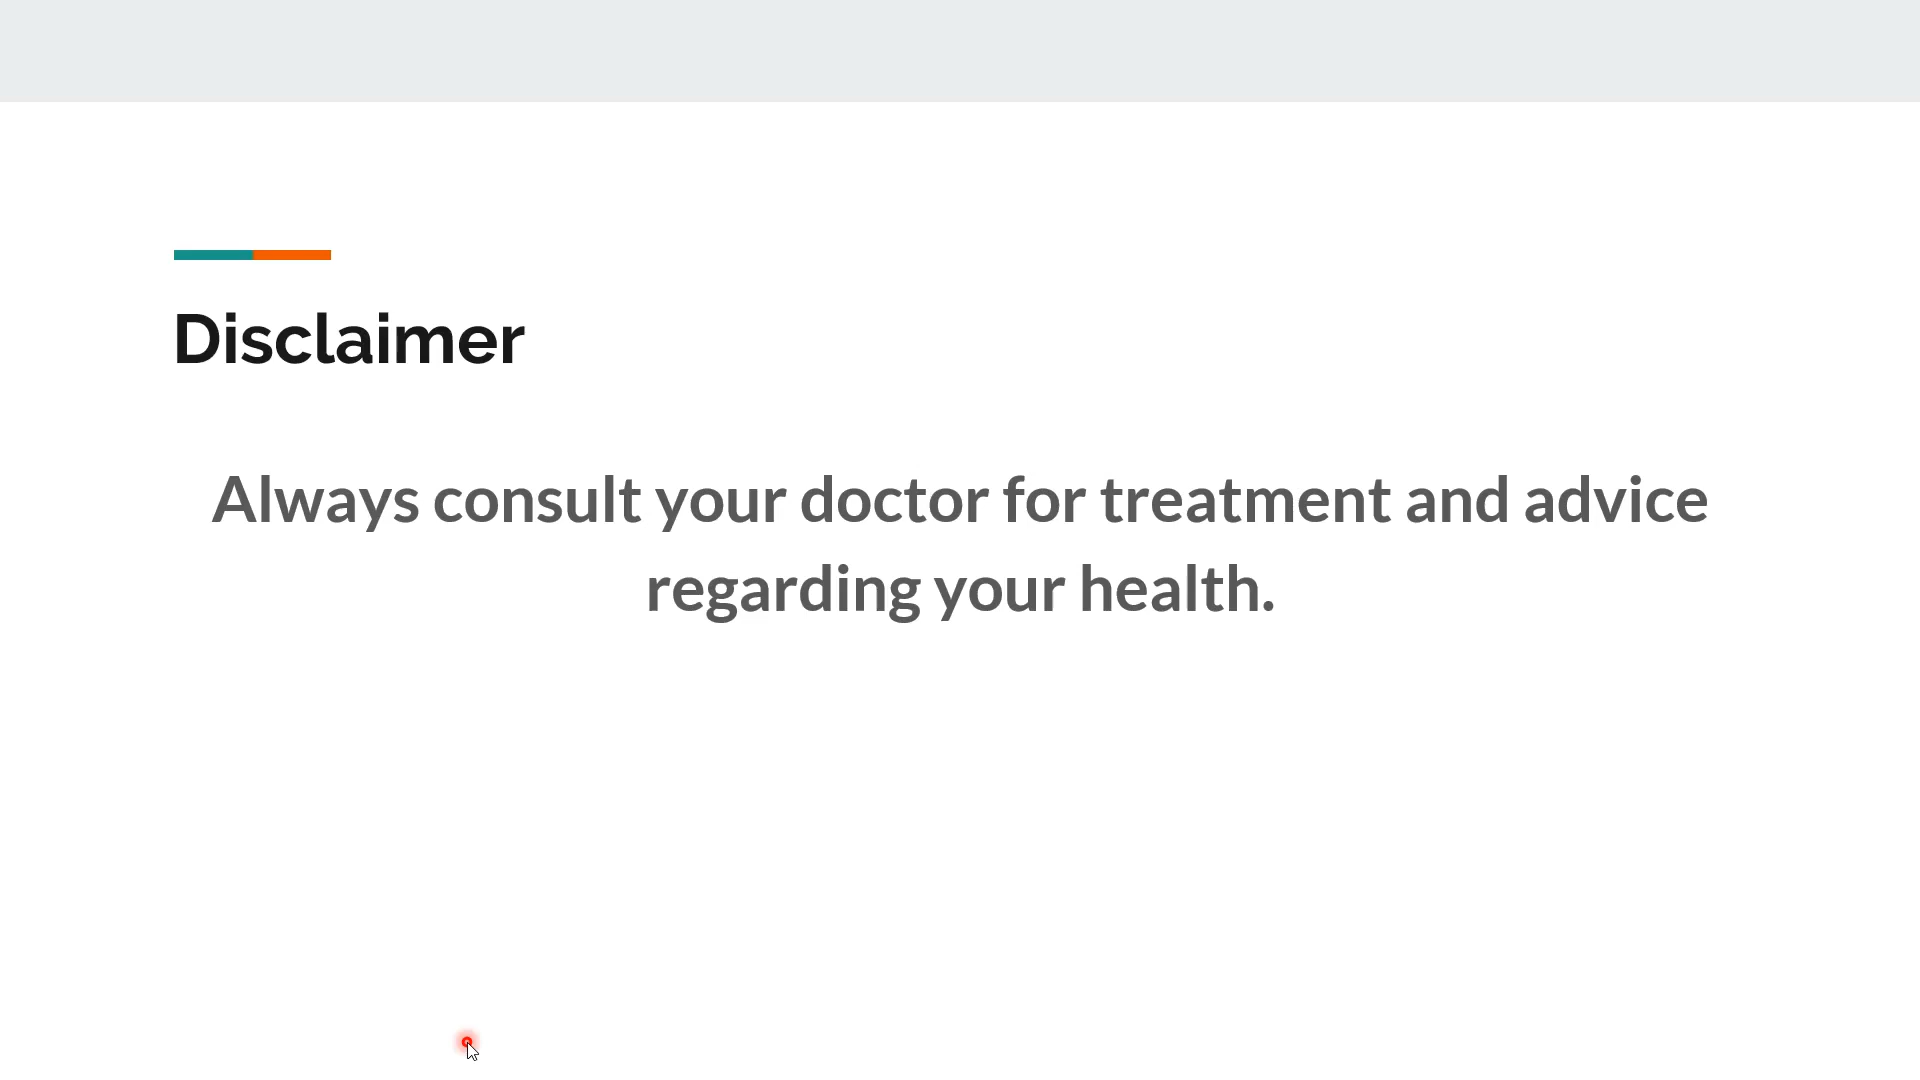 Disclaimer
Always consult your doctor for treatment and advice
regarding your health.